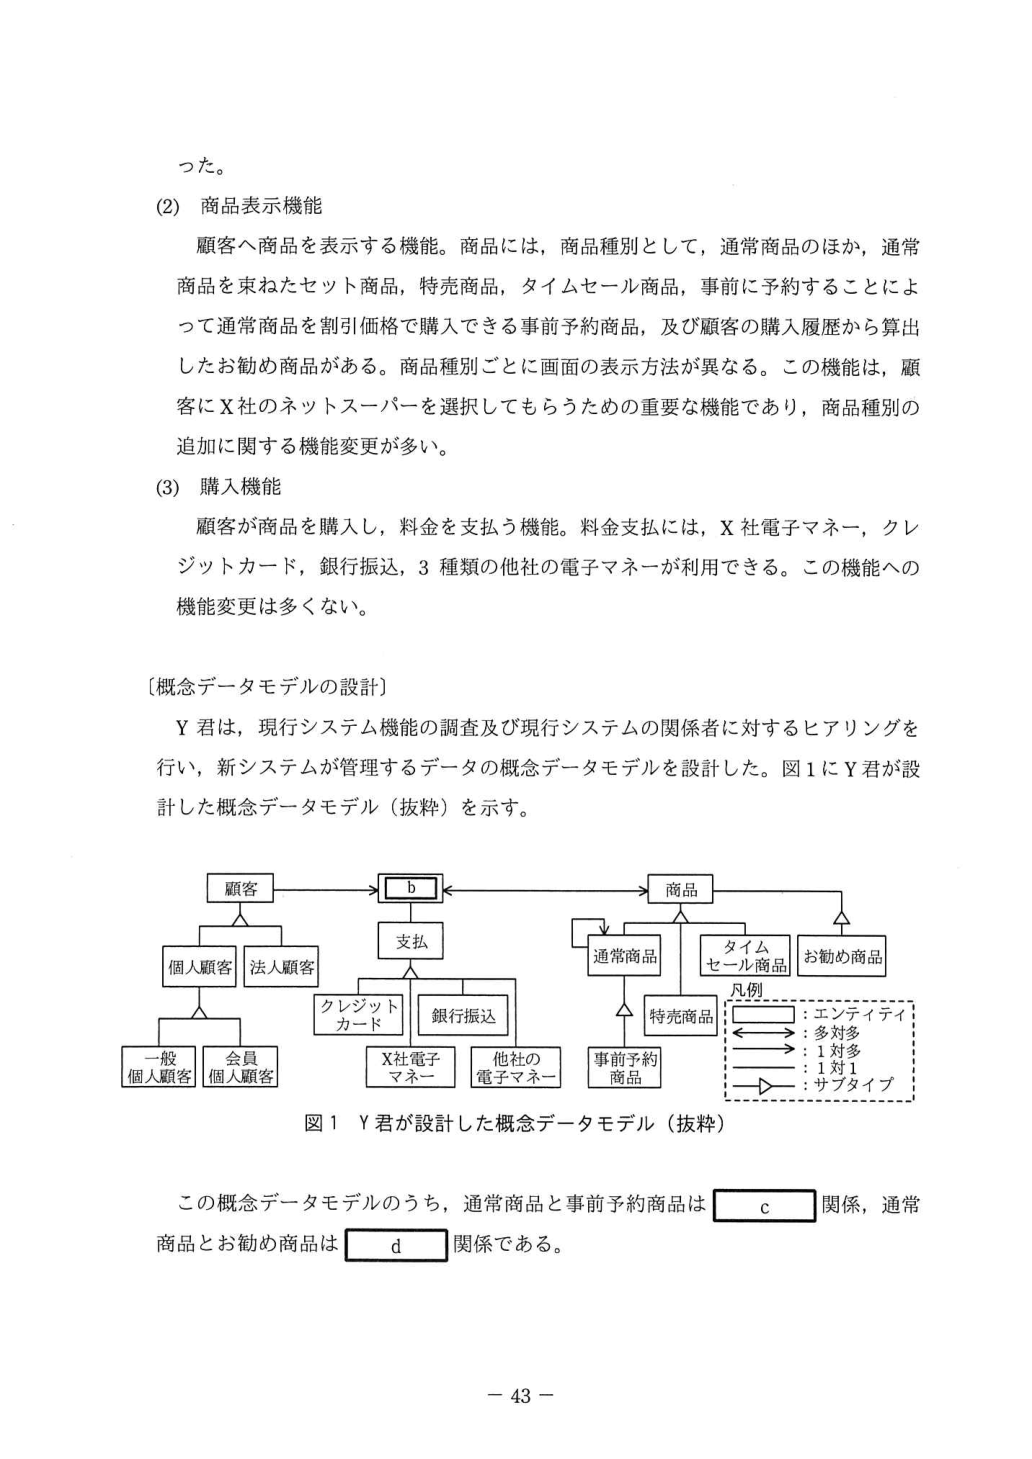 った。
(2) 商品表示機能
顧客へ商品を表示する機能。商品には，商品種別として，通常商品のほか，通常
商品を束ねたセット商品，特売商品，タイムセール商品，事前に予約することによ
って通常商品を割引価格で購入できる事前予約商品，及び顧客の購入履歴から算出
したお勧め商品がある。商品種別ごとに画面の表示方法が異なる。この機能は，顧
客にX社のネットスーパーを選択してもらうための重要な機能であり，商品種別の
追加に関する機能変更が多い。
(3) 購入機能
顧客が商品を購入し，料金を支払う機能。料金支払には，X 社電子マネー，クレ
ジットカード，銀行振込，3 種類の他社の電子マネーが利用できる。この機能への
機能変更は多くない。
〔概念データモデルの設計〕
Y 君は，現行システム機能の調査及び現行システムの関係者に対するヒアリングを
行い，新システムが管理するデータの概念データモデルを設計した。図1にY君が設
計した概念データモデル（抜粋）を示す。
顧客
b
商品
支払
個人顧客
法人顧客
通常商品
タイム
セール商品
お勧め商品
クレジット
カード
銀行振込
特売商品
一般
個人顧客
会員
個人顧客
X社電子
マネー
他社の
電子マネー
事前予約
商品
凡例
：エンティティ
：多対多
：1対多
：1対1
：サブタイプ
図1 Y君が設計した概念データモデル（抜粋）
この概念データモデルのうち，通常商品と事前予約商品は c 関係，通常
商品とお勧め商品は d 関係である。
－ 43 －